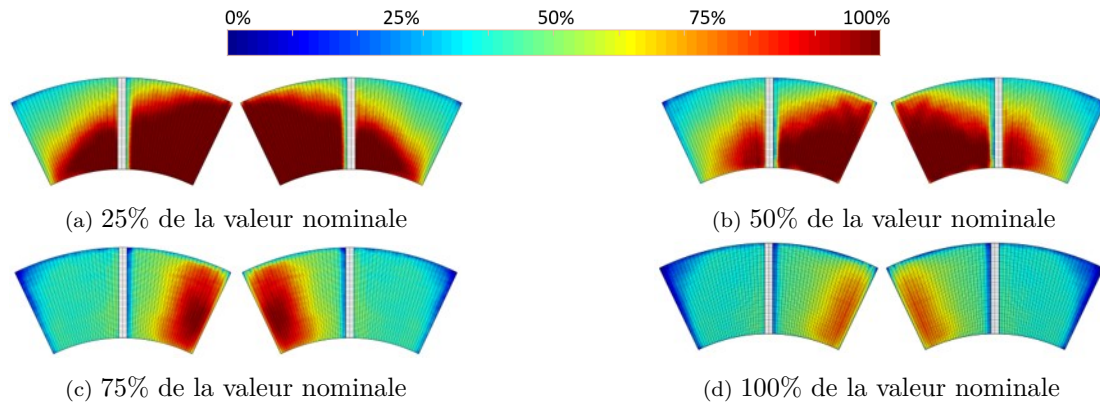 0% 25% 50% 75% 100%
(a) 25% de la valeur nominale
(b) 50% de la valeur nominale
(c) 75% de la valeur nominale
(d) 100% de la valeur nominale